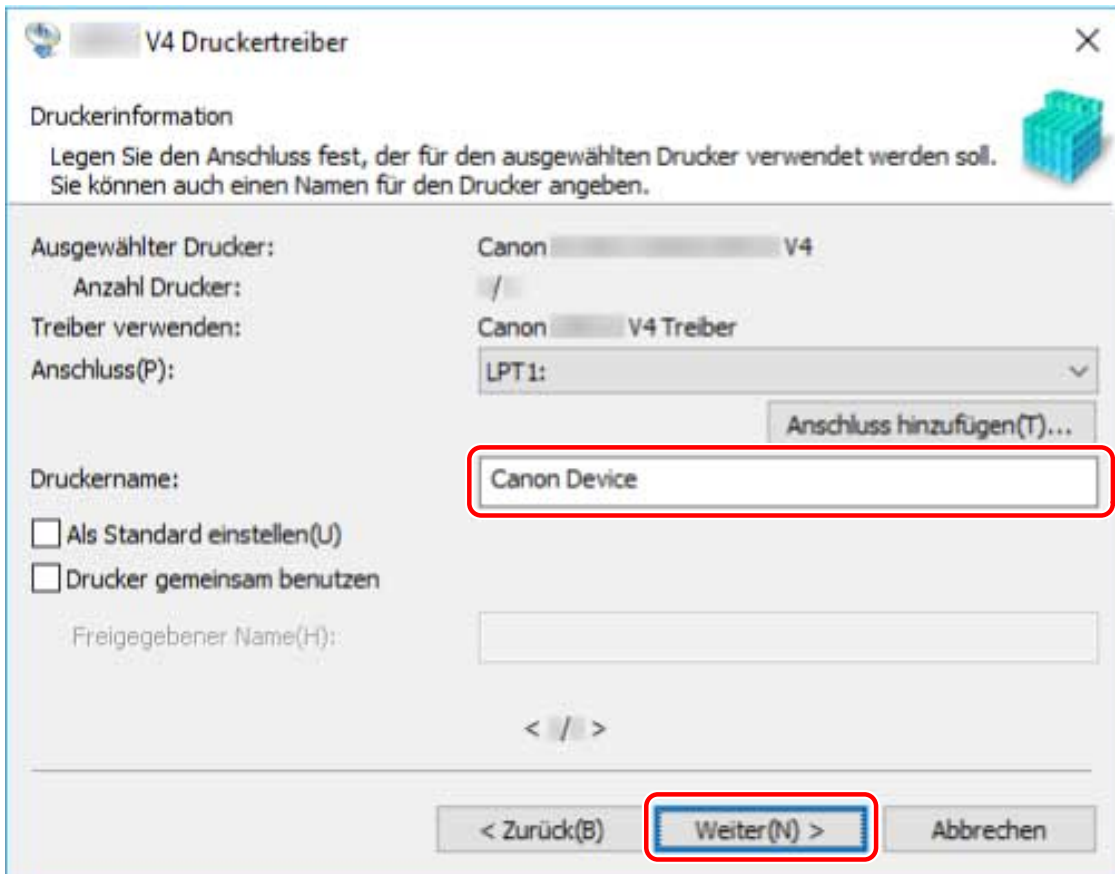 V4 Druckertreiber
Druckerinformation
Legen Sie den Anschluss fest, der für den ausgewählten Drucker verwendet werden soll.
Sie können auch einen Namen für den Drucker angeben.
Ausgewählter Drucker: Canon V4
Anzahl Drucker: /
Treiber verwenden: Canon V4 Treiber
Anschluss(P): LPT1:
Anschluss hinzufügen(T)...
Druckername: Canon Device
Als Standard einstellen(U)
Drucker gemeinsam benutzen
Freigegebener Name(H):
< / >
< Zurück(B) Weiter(N) > Abbrechen